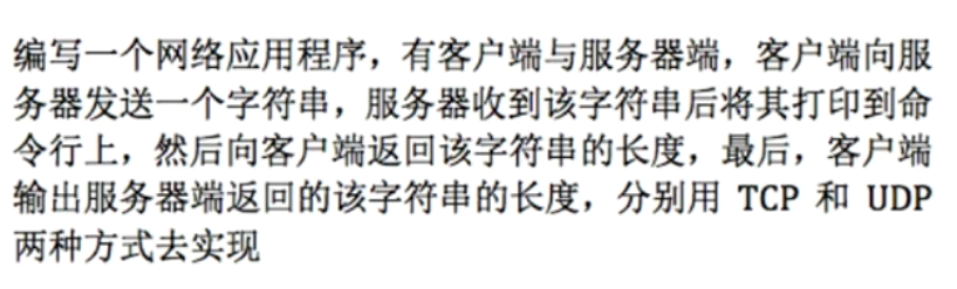 编写一个网络应用程序，有客户端与服务器端，客户端向服
务器发送一个字符串，服务器收到该字符串后将其打印到命
令行上，然后向客户端返回该字符串的长度，最后，客户端
输出服务器端返回的该字符串的长度，分别用 TCP 和 UDP
两种方式去实现